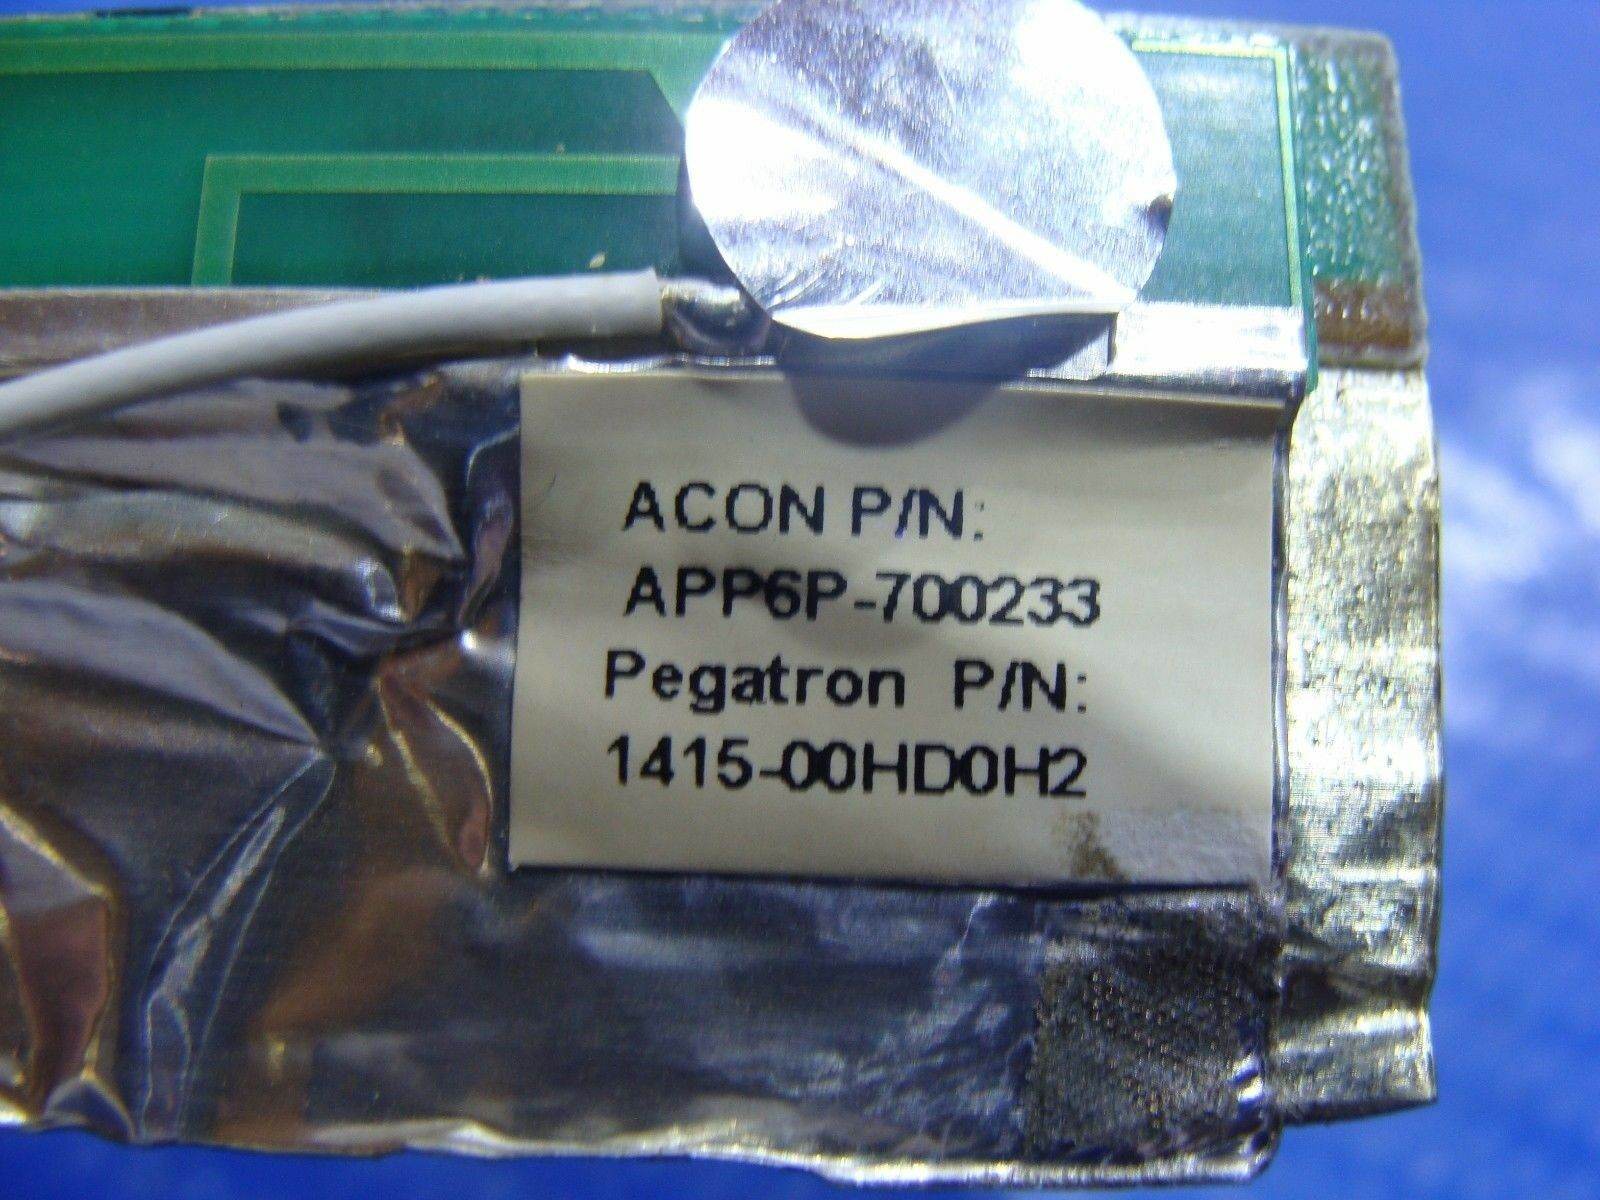 ACON P/N:
APP6P-700233
Pegatron P/N:
1415-00HD0H2